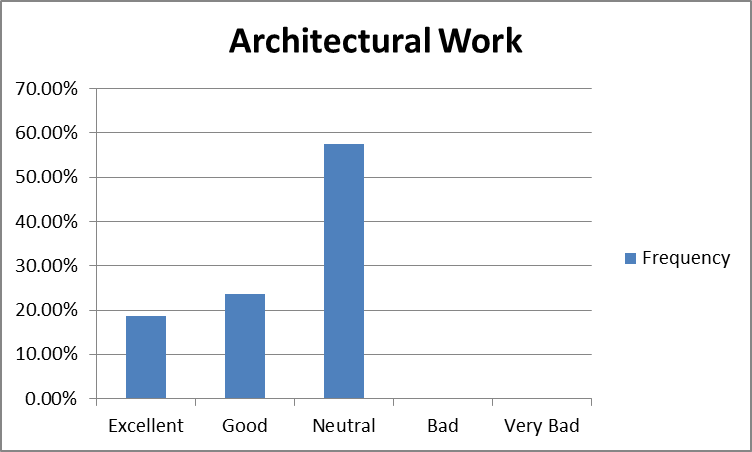 Architectural Work
70.00%
60.00%
50.00%
40.00%
30.00%
20.00%
10.00%
0.00%
Excellent Good Neutral Bad Very Bad
Frequency